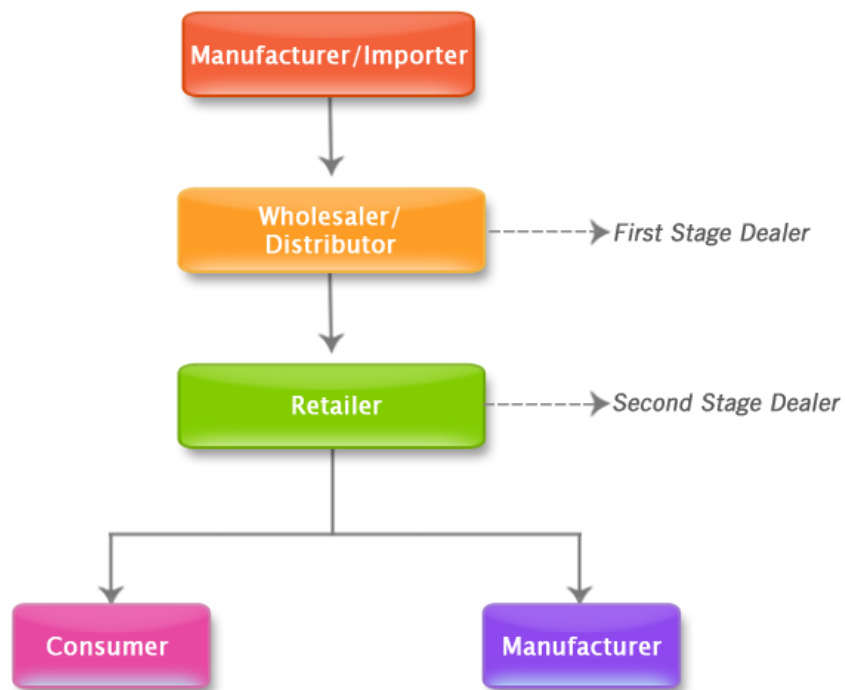 Manufacturer/Importer
Wholesaler/
Distributor
First Stage Dealer
Retailer
Second Stage Dealer
Consumer
Manufacturer